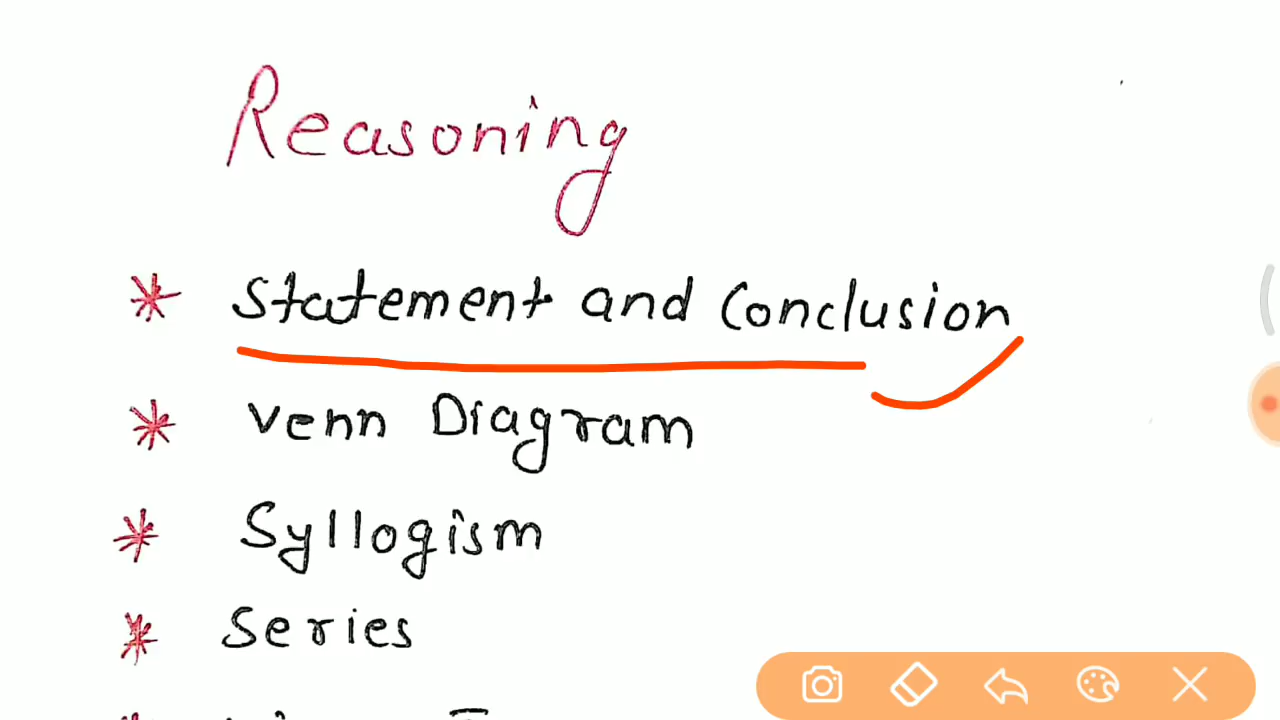 Reasoning
* Statement and Conclusion
* Venn Diagram
* Syllogism
* Series